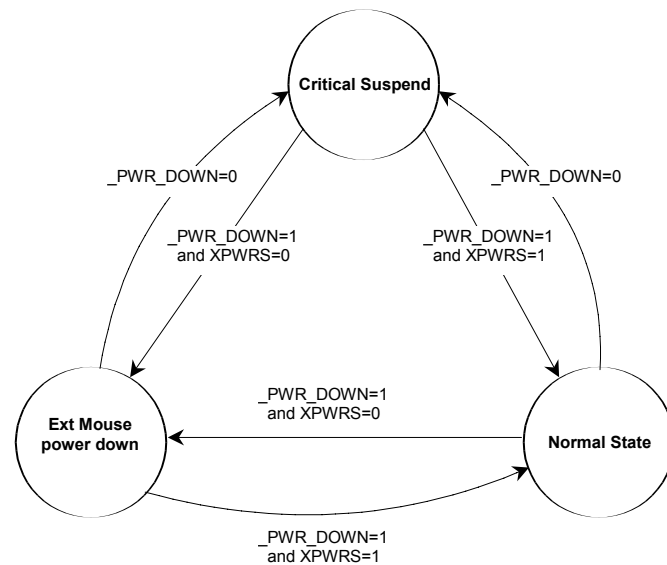 Critical Suspend
_PWR_DOWN=0
_PWR_DOWN=0
_PWR_DOWN=1
and XPWRS=0
_PWR_DOWN=1
and XPWRS=1
Ext Mouse
power down
_PWR_DOWN=1
and XPWRS=0
Normal State
_PWR_DOWN=1
and XPWRS=1